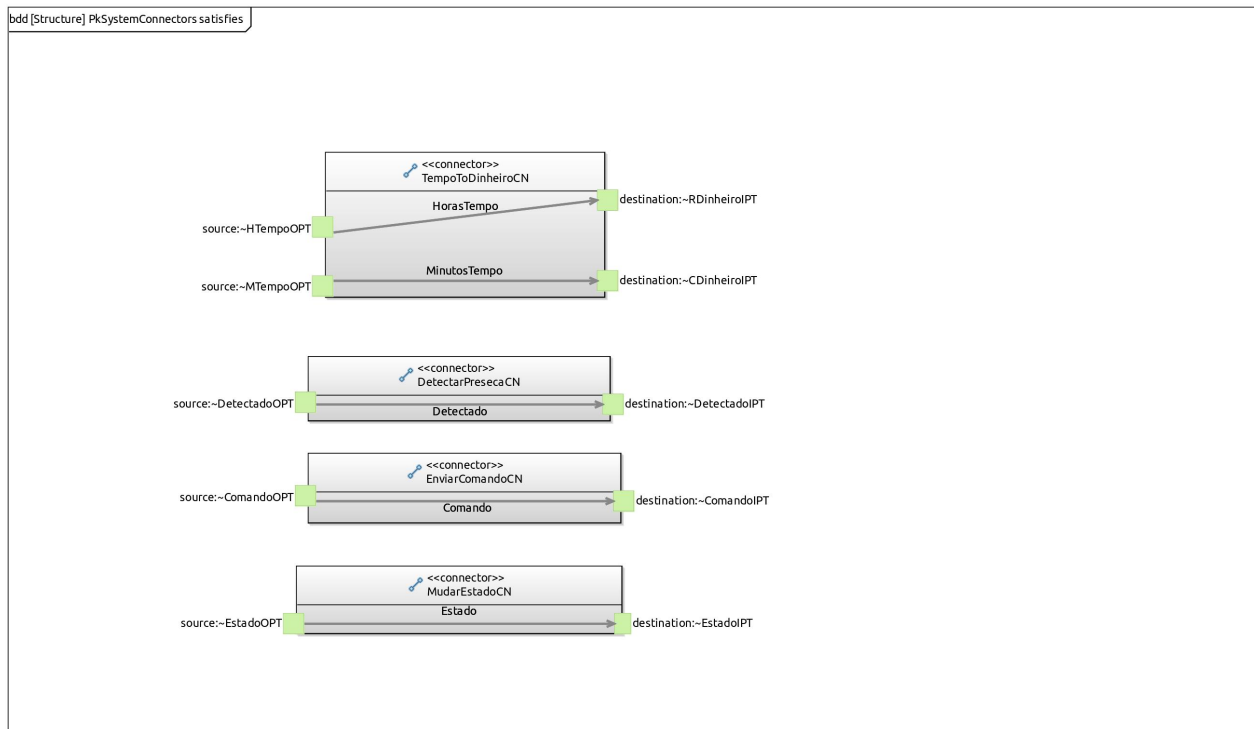 bdd [Structure] PkSystemConnectors satisfies
<<connector>>
TempoToDinheiroCN
HorasTempo
destination:~RDinheiroIPT
source:~HTempoOPT
MinutosTempo
destination:~CDinheiroIPT
source:~MTempoOPT
<<connector>>
DetectarPresecaCN
source:~DetectadoOPT
destination:~DetectadoIPT
Detectado
<<connector>>
EnviarComandoCN
source:~ComandoOPT
destination:~ComandoIPT
Comando
<<connector>>
MudarEstadoCN
Estado
source:~EstadoOPT
destination:~EstadoIPT